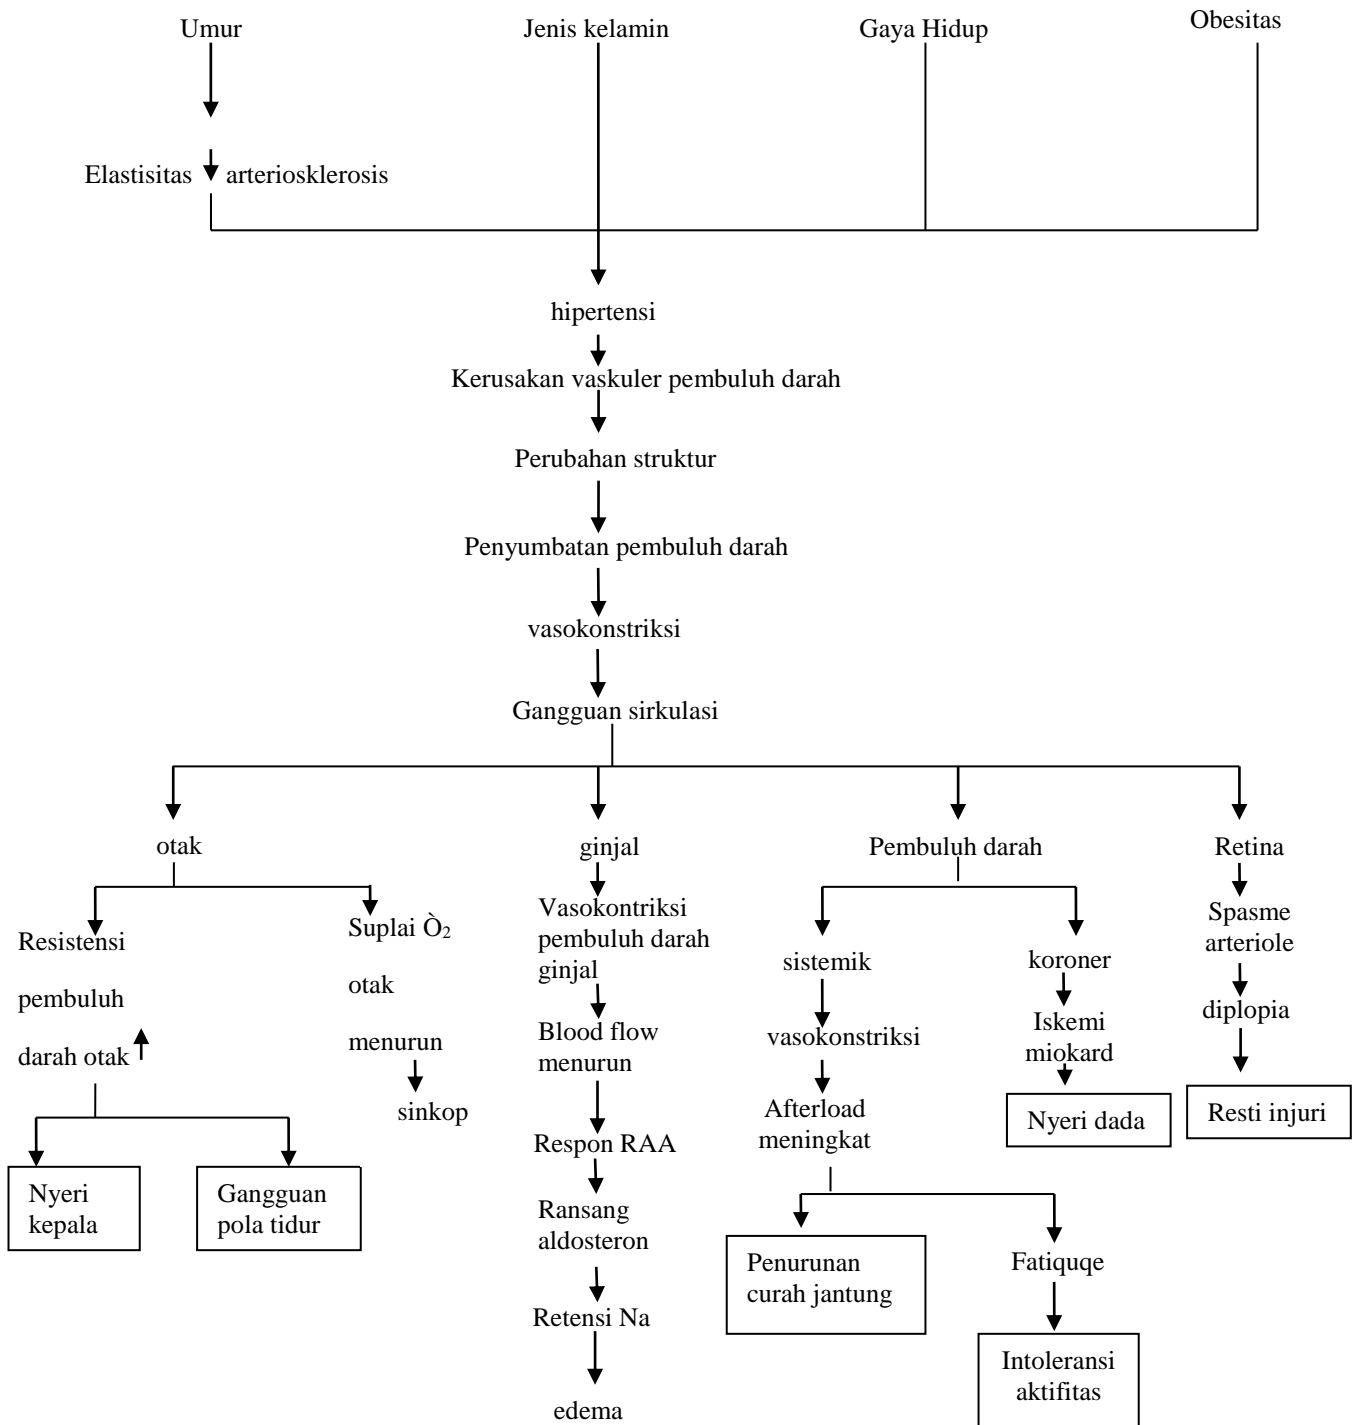 Umur
Jenis kelamin
Gaya Hidup
Obesitas
Elastisitas
arteriosklerosis
hipertensi
Kerusakan vaskuler pembuluh darah
Perubahan struktur
Penyumbatan pembuluh darah
vasokonstriksi
Gangguan sirkulasi
otak
ginjal
Pembuluh darah
Retina
Resistensi
pembuluh
darah otak
Suplai Ò₂
otak
menurun
sinkop
Nyeri
kepala
Gangguan
pola tidur
Vasokontriksi
pembuluh darah
ginjal
Blood flow
menurun
Respon RAA
Ransang
aldosteron
Retensi Na
edema
sistemik
vasokonstriksi
Afterload
meningkat
Penurunan
curah jantung
Fatiquqe
Intoleransi
aktifitas
koroner
Iskemi
miokard
Nyeri dada
Spasme
arteriole
diplopia
Resti injuri